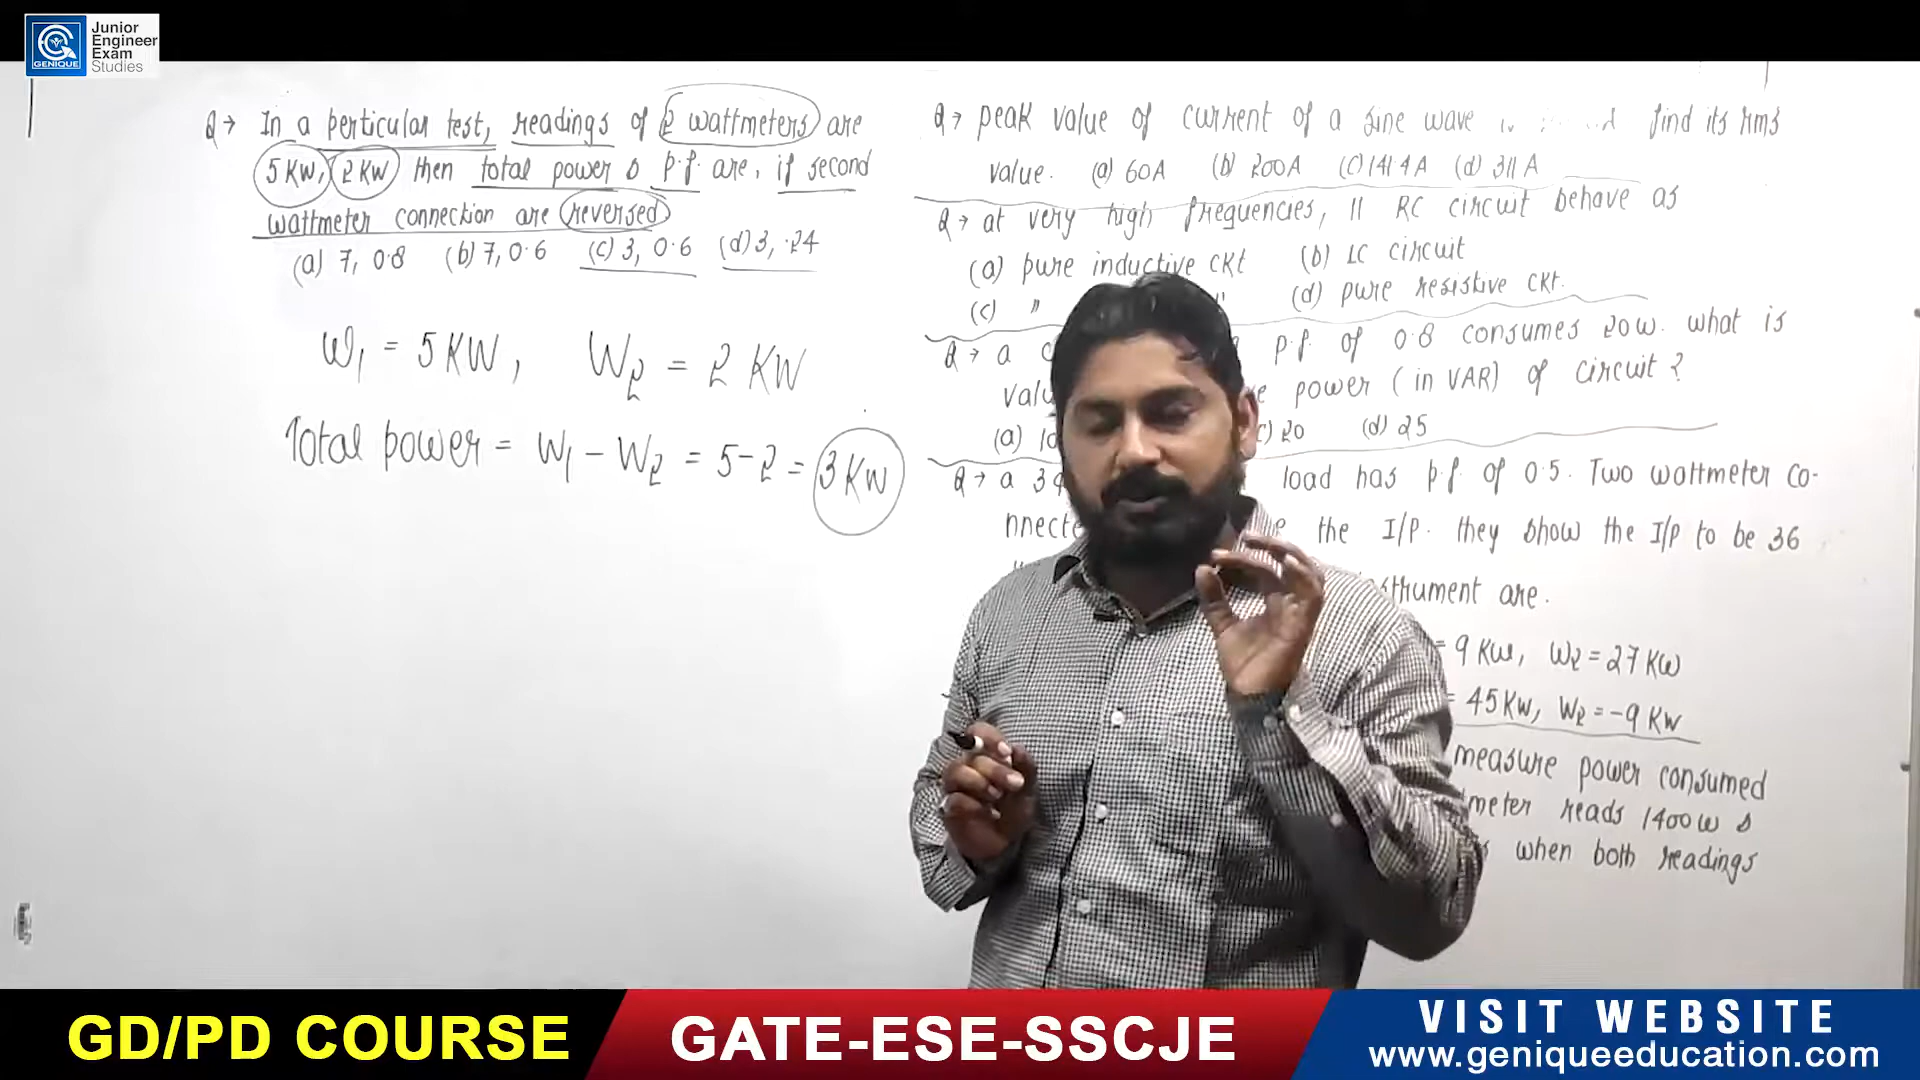 GENIQUE
Junior
Engineer
Exam
Studies
Q→ In a perticular test, readings of 2 wattmeters are
5 KW, 2 KW then total power & p.f. are, if second
wattmeter connection are reversed
(a) 7, 0.8 (b) 7, 0.6 (c) 3, 0.6 (d) 3, .24
W1 = 5 KW, W2 = 2 KW
Total power = W1 - W2 = 5-2 = 3 KW
Q→ peak value of current of a sine wave find its rms
value. (a) 60A (b) 200A (c) 141.4A (d) 311 A
Q→ at very high frequencies, 11 RC circuit behave as
(a) pure inductive ckt (b) LC circuit
(c) " " (d) pure resistive ckt.
Q→ a p.f. of 0.8 consumes 20w. what is
power (in VAR) of circuit?
(a) 20 (d) 25
Q→ a load has p.f. of 0.5. Two wattmeter co-
nnecte the I/P. they show the I/P to be 36
are.
= 9 KW, W2 = 27 KW
= 45 KW, W2 = -9 KW
measure power consumed
meter reads 1400 w &
when both readings
GD/PD COURSE
GATE-ESE-SSCJE
VISIT WEBSITE
www.geniqueeducation.com